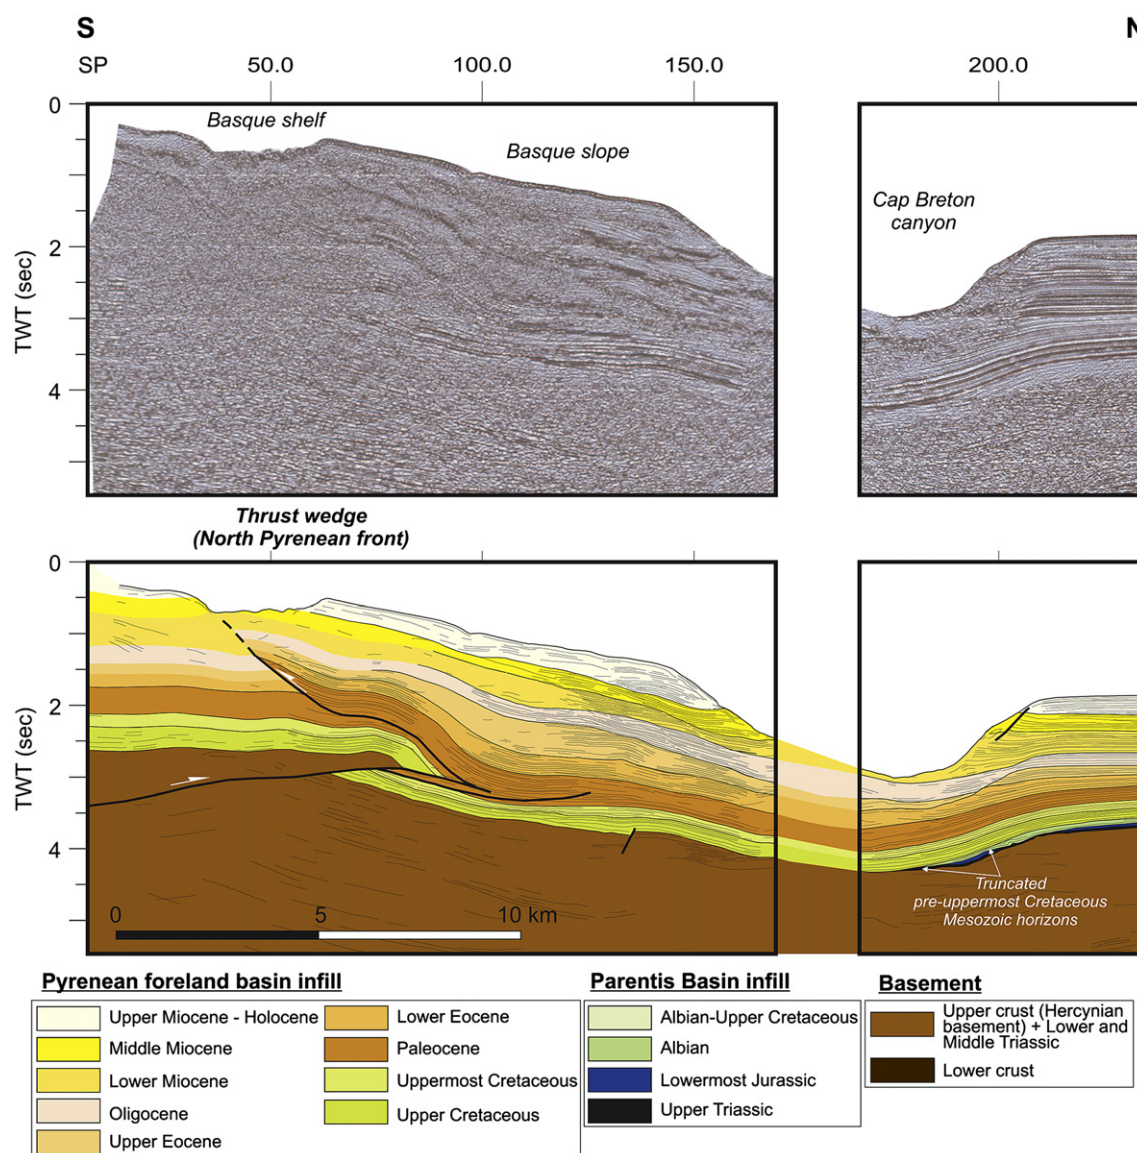 S
N
SP
50.0
100.0
150.0
200.0
0
2
4
TWT (sec)
Basque shelf
Basque slope
Cap Breton
canyon
Thrust wedge
(North Pyrenean front)
0
2
4
TWT (sec)
0
5
10 km
Truncated
pre-uppermost Cretaceous
Mesozoic horizons
Pyrenean foreland basin infill
Upper Miocene - Holocene
Middle Miocene
Lower Miocene
Oligocene
Upper Eocene
Lower Eocene
Paleocene
Uppermost Cretaceous
Upper Cretaceous
Parentis Basin infill
Albian-Upper Cretaceous
Albian
Lowermost Jurassic
Upper Triassic
Basement
Upper crust (Hercynian
basement) + Lower and
Middle Triassic
Lower crust